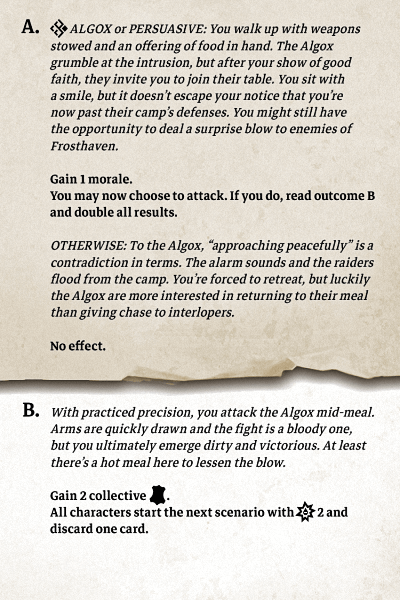 A. ALGOX or PERSUASIVE: You walk up with weapons
stowed and an offering of food in hand. The Algox
grumble at the intrusion, but after your show of good
faith, they invite you to join their table. You sit with
a smile, but it doesn't escape your notice that you're
now past their camp's defenses. You might still have
the opportunity to deal a surprise blow to enemies of
Frosthaven.
Gain 1 morale.
You may now choose to attack. If you do, read outcome B
and double all results.
OTHERWISE: To the Algox, “approaching peacefully” is a
contradiction in terms. The alarm sounds and the raiders
flood from the camp. You're forced to retreat, but luckily
the Algox are more interested in returning to their meal
than giving chase to interlopers.
No effect.
B. With practiced precision, you attack the Algox mid-meal.
Arms are quickly drawn and the fight is a bloody one,
but you ultimately emerge dirty and victorious. At least
there's a hot meal here to lessen the blow.
Gain 2 collective .
All characters start the next scenario with 2 and
discard one card.